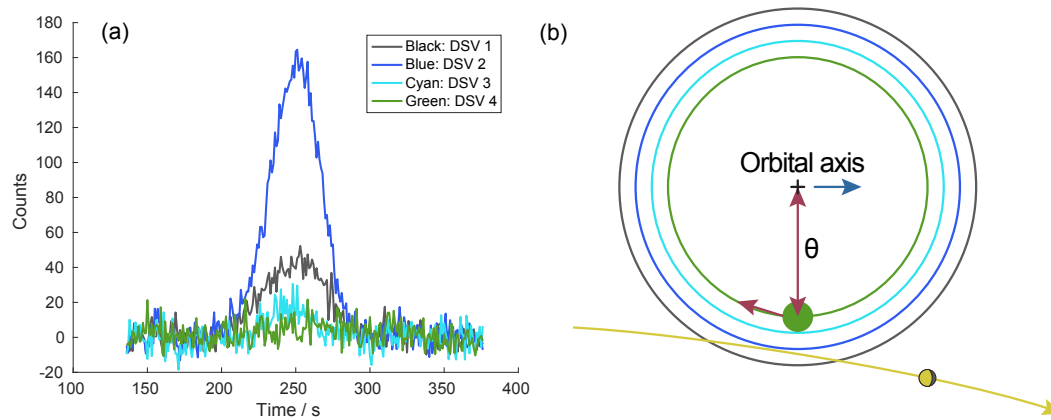 (a)
180
160
140
120
100
80
60
40
20
0
-20
Counts
100
150
200
250
300
350
400
Time / s
Black: DSV 1
Blue: DSV 2
Cyan: DSV 3
Green: DSV 4
(b)
Orbital axis
θ